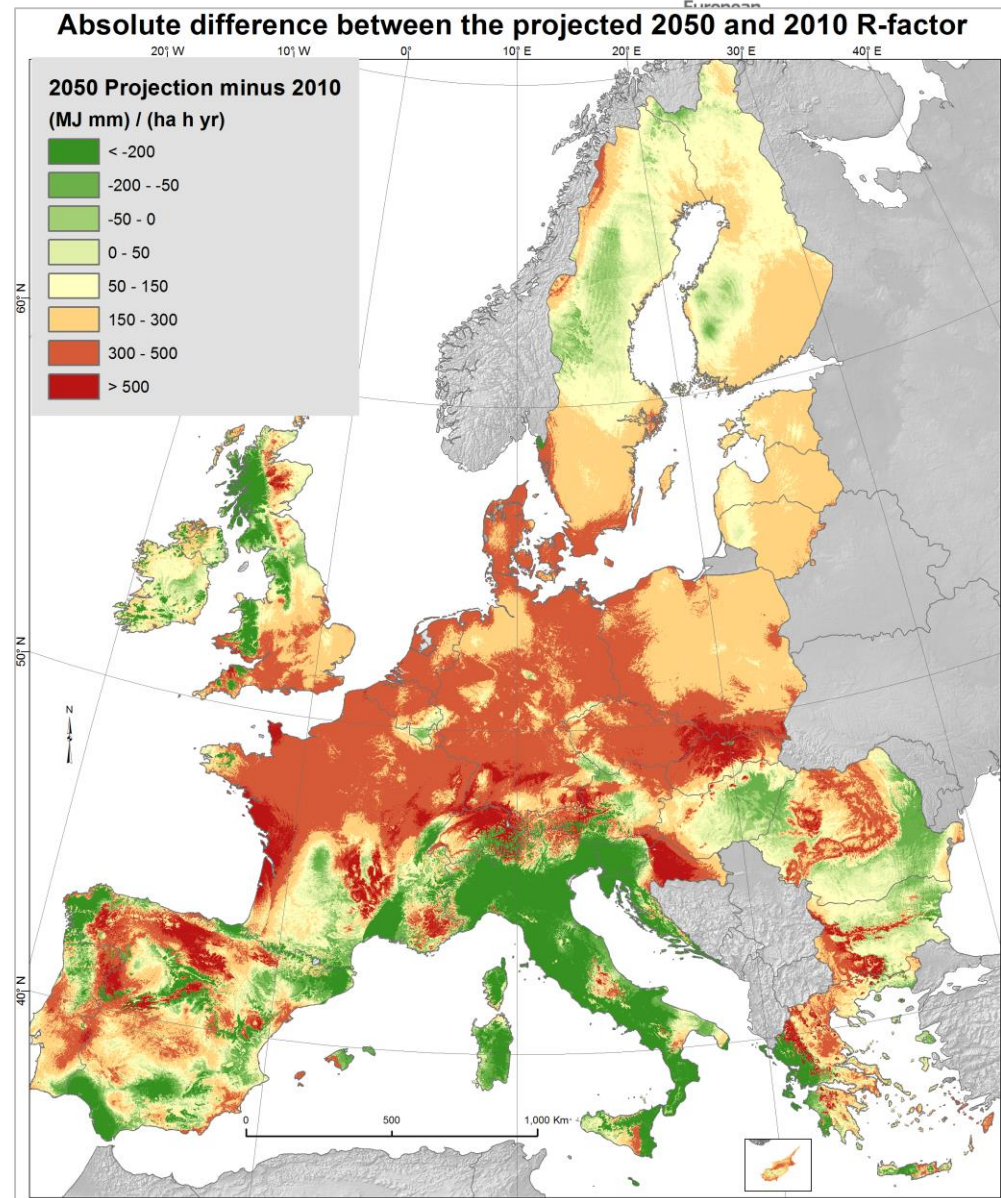 European
Absolute difference between the projected 2050 and 2010 R-factor
20° W 10° W 0° 10° E 20° E 30° E 40° E
2050 Projection minus 2010
(MJ mm) / (ha h yr)
< -200
-200 - -50
-50 - 0
0 - 50
50 - 150
150 - 300
300 - 500
> 500
60° N
50° N
N
40° N
0 500 1,000 Km